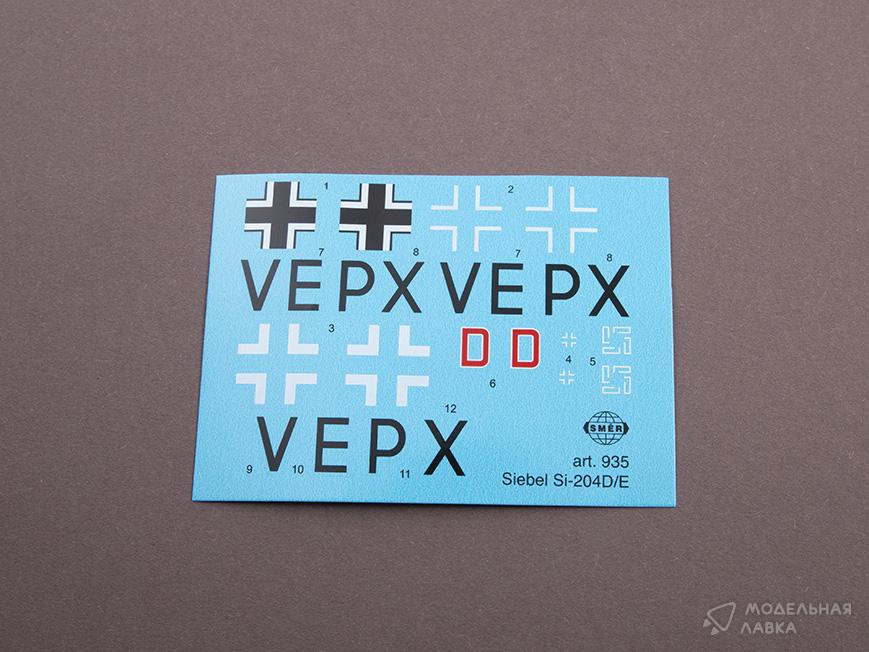 1 2
7 8 7 8
VEPX VEPX
3
D D
4 5
6
12
VEPX
9 10 11
SMĚR
art. 935
Siebel Si-204D/E
МОДЕЛЬНАЯ
ЛАВКА